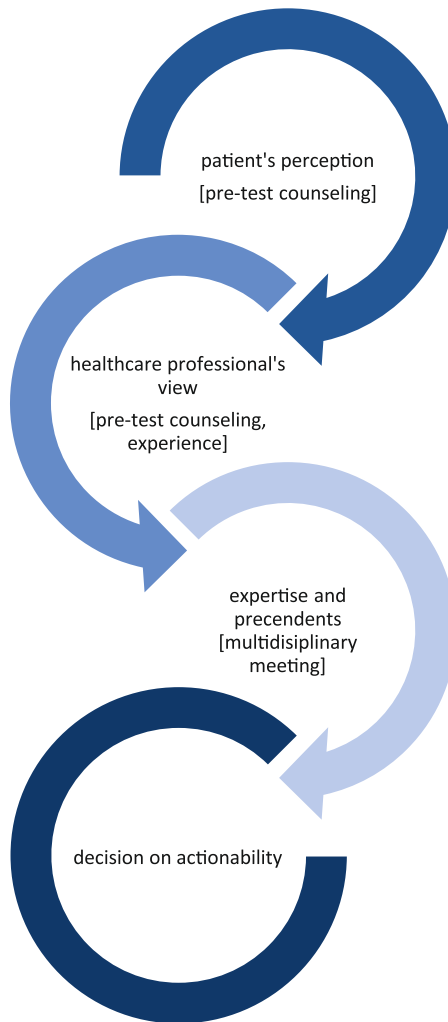 patient's perception
[pre-test counseling]
healthcare professional's
view
[pre-test counseling,
experience]
expertise and
precendents
[multidisiplinary
meeting]
decision on actionability